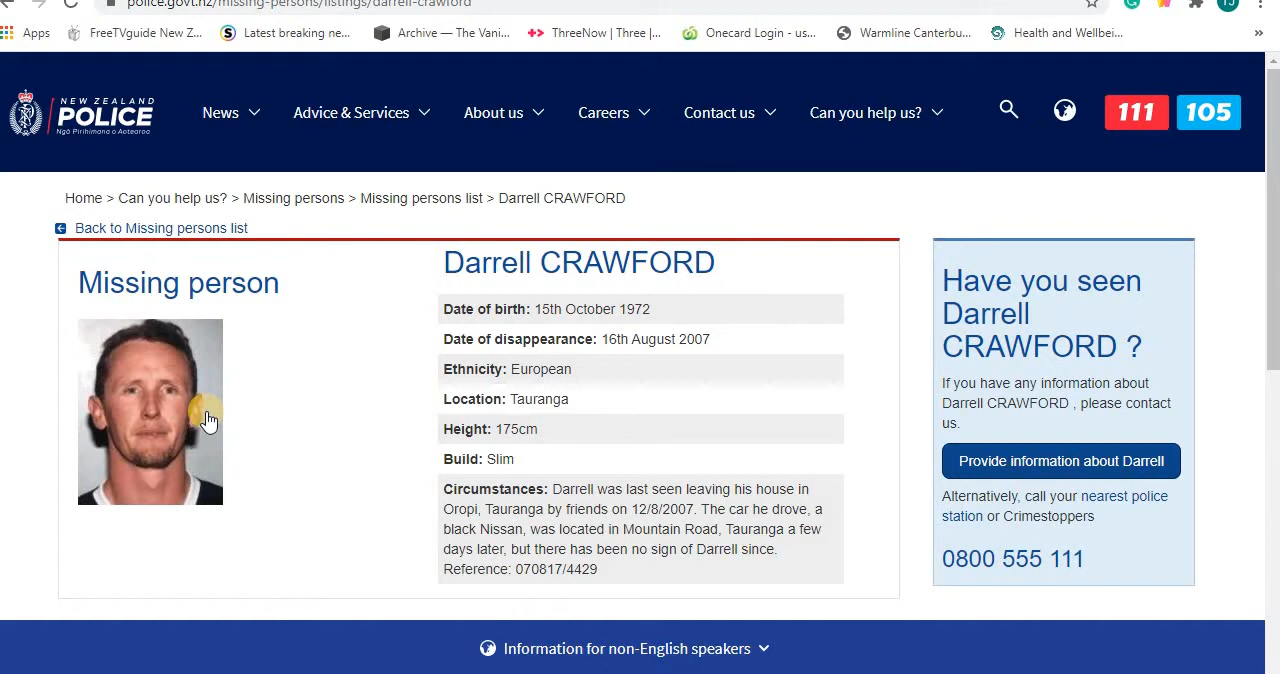 police.govt.nz/missing-persons/listings/darrell-crawford
Apps FreeTVguide New Z... Latest breaking ne... Archive — The Vani... ThreeNow | Three |... Onecard Login - us... Warmline Canterbu... Health and Wellbei... »
NEW ZEALAND
POLICE
Ngā Pirihimana o Aotearoa
News Advice & Services About us Careers Contact us Can you help us? 111 105
Home > Can you help us? > Missing persons > Missing persons list > Darrell CRAWFORD
Back to Missing persons list
Missing person
Darrell CRAWFORD
Date of birth: 15th October 1972
Date of disappearance: 16th August 2007
Ethnicity: European
Location: Tauranga
Height: 175cm
Build: Slim
Circumstances: Darrell was last seen leaving his house in
Oropi, Tauranga by friends on 12/8/2007. The car he drove, a
black Nissan, was located in Mountain Road, Tauranga a few
days later, but there has been no sign of Darrell since.
Reference: 070817/4429
Have you seen
Darrell
CRAWFORD ?
If you have any information about
Darrell CRAWFORD , please contact
us.
Provide information about Darrell
Alternatively, call your nearest police
station or Crimestoppers
0800 555 111
Information for non-English speakers